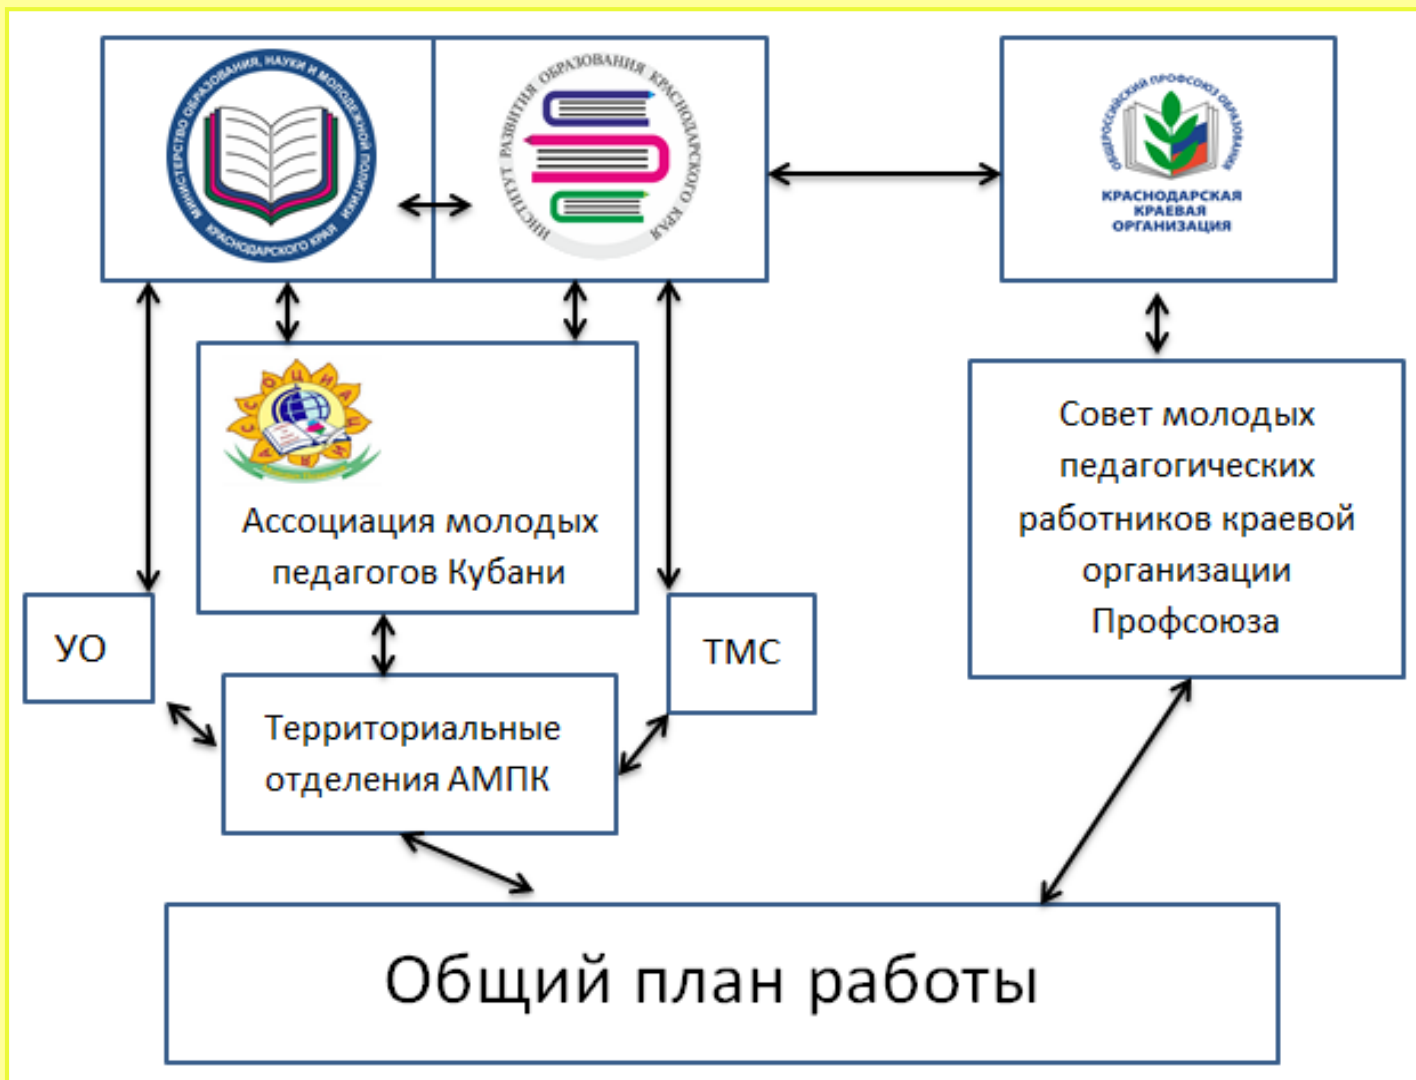 МИНИСТЕРСТВО ОБРАЗОВАНИЯ, НАУКИ И МОЛОДЕЖНОЙ ПОЛИТИКИ
КРАСНОДАРСКОГО КРАЯ
ИНСТИТУТ РАЗВИТИЯ ОБРАЗОВАНИЯ КРАСНОДАРСКОГО КРАЯ
ОБЩЕРОССИЙСКИЙ ПРОФСОЮЗ ОБРАЗОВАНИЯ
КРАСНОДАРСКАЯ
КРАЕВАЯ
ОРГАНИЗАЦИЯ
АССОЦИАЦИЯ
Ассоциация молодых
педагогов Кубани
Совет молодых
педагогических
работников краевой
организации
Профсоюза
УО
ТМС
Территориальные
отделения АМПК
Общий план работы